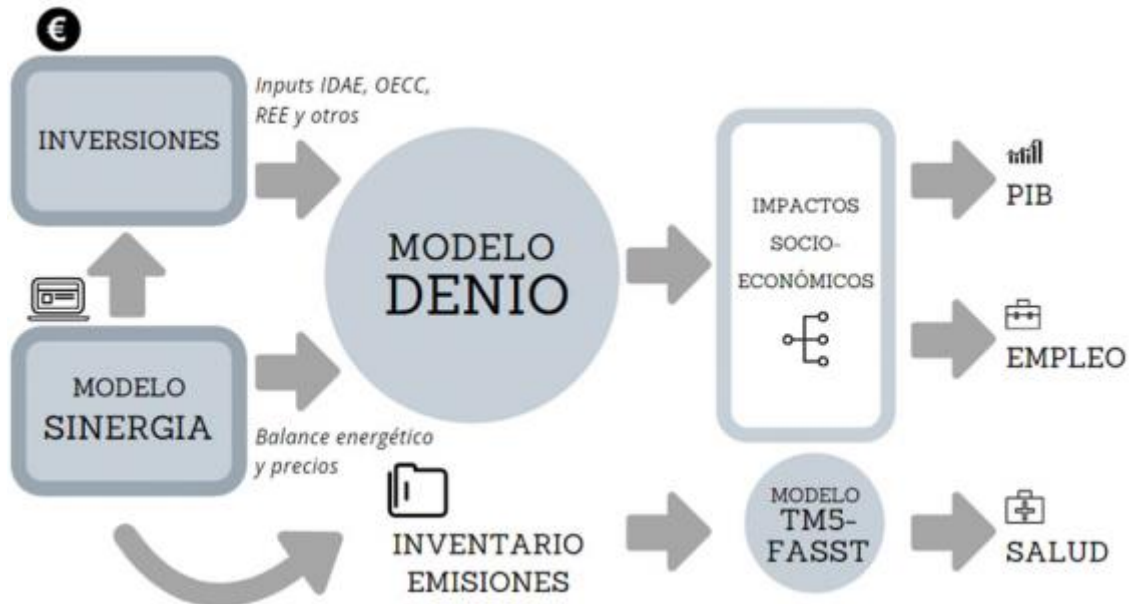 €
INVERSIONES
Inputs IDAE, OECC,
REE y otros
MODELO
SINERGIA
Balance energético
y precios
MODELO
DENIO
IMPACTOS
SOCIO-
ECONÓMICOS
PIB
EMPLEO
INVENTARIO
EMISIONES
MODELO
TM5-
FASST
SALUD